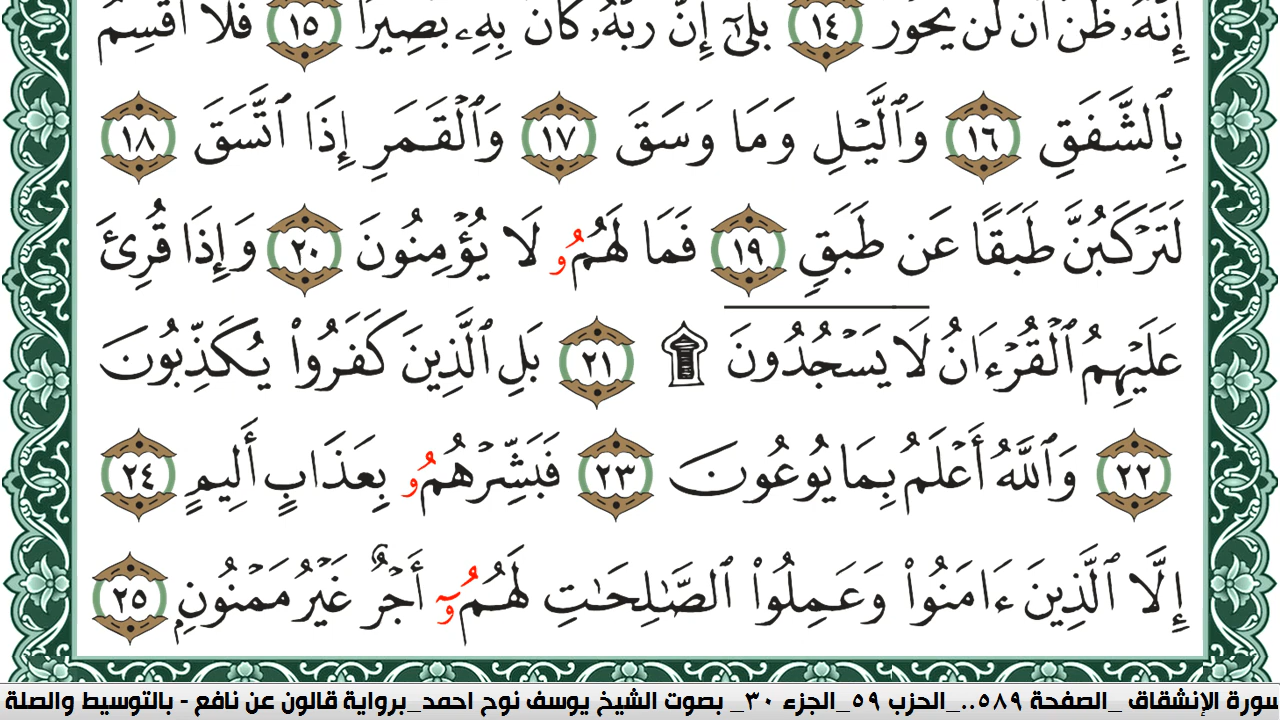 إِنَّهُۥ ظَنَّ أَن لَّن يَحُورَ ١٤ بَلَىٰٓ إِنَّ رَبَّهُۥ كَانَ بِهِۦ بَصِيرًا ١٥ فَلَا أُقْسِمُ
بِٱلشَّفَقِ ١٦ وَٱلَّيْلِ وَمَا وَسَقَ ١٧ وَٱلْقَمَرِ إِذَا ٱتَّسَقَ ١٨
لَتَرْكَبُنَّ طَبَقًا عَن طَبَقٍ ١٩ فَمَا لَهُمُۥ لَا يُؤْمِنُونَ ٢٠ وَإِذَا قُرِئَ
عَلَيْهِمُ ٱلْقُرْءَانُ لَا يَسْجُدُونَ ۩ ٢١ بَلِ ٱلَّذِينَ كَفَرُواْ يُكَذِّبُونَ
٢٢ وَٱللَّهُ أَعْلَمُ بِمَا يُوعُونَ ٢٣ فَبَشِّرْهُمُۥ بِعَذَابٍ أَلِيمٍ ٢٤
إِلَّا ٱلَّذِينَ ءَامَنُواْ وَعَمِلُواْ ٱلصَّٰلِحَٰتِ لَهُمُۥٓ أَجْرٌ غَيْرُ مَمْنُونٍۭ ٢٥
سورة الإنشقاق _الصفحة ٥٨٩.._الحزب ٥٩_الجزء ٣٠_ بصوت الشيخ يوسف نوح احمد_برواية قالون عن نافع - بالتوسيط والصلة